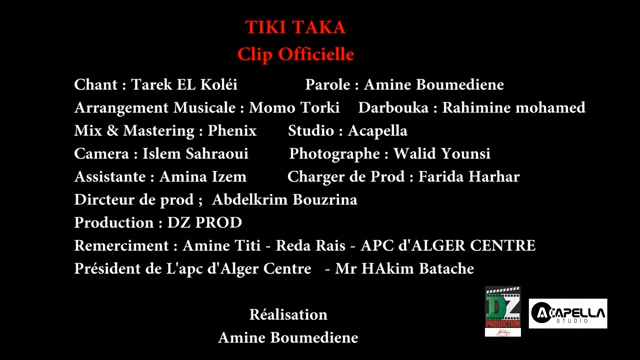 TIKI TAKA
Clip Officielle
Chant : Tarek EL Koléi Parole : Amine Boumediene
Arrangement Musicale : Momo Torki Darbouka : Rahimine mohamed
Mix & Mastering : Phenix Studio : Acapella
Camera : Islem Sahraoui Photographe : Walid Younsi
Assistante : Amina Izem Charger de Prod : Farida Harhar
Dircteur de prod ; Abdelkrim Bouzrina
Production : DZ PROD
Remerciment : Amine Titi - Reda Rais - APC d'ALGER CENTRE
Président de L'apc d'Alger Centre - Mr HAkim Batache
Réalisation
Amine Boumediene
DZ
PRODUCTION
ACAPELLA
STUDIO